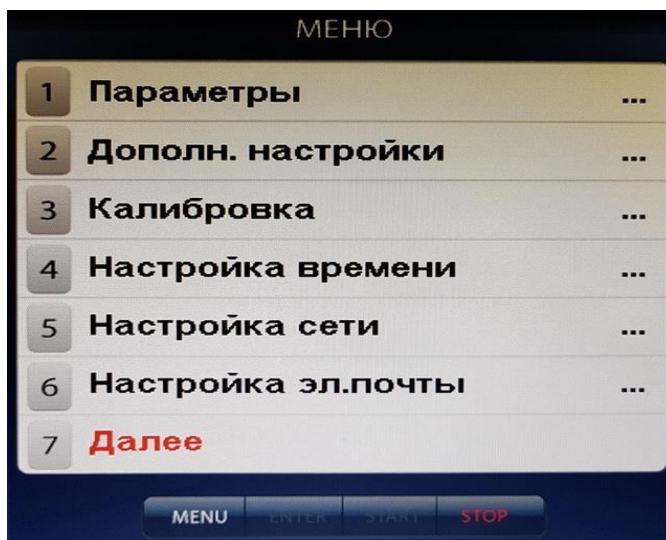 МЕНЮ
1 Параметры ...
2 Дополн. настройки ...
3 Калибровка ...
4 Настройка времени ...
5 Настройка сети ...
6 Настройка эл.почты ...
7 Далее
MENU ENTER START STOP